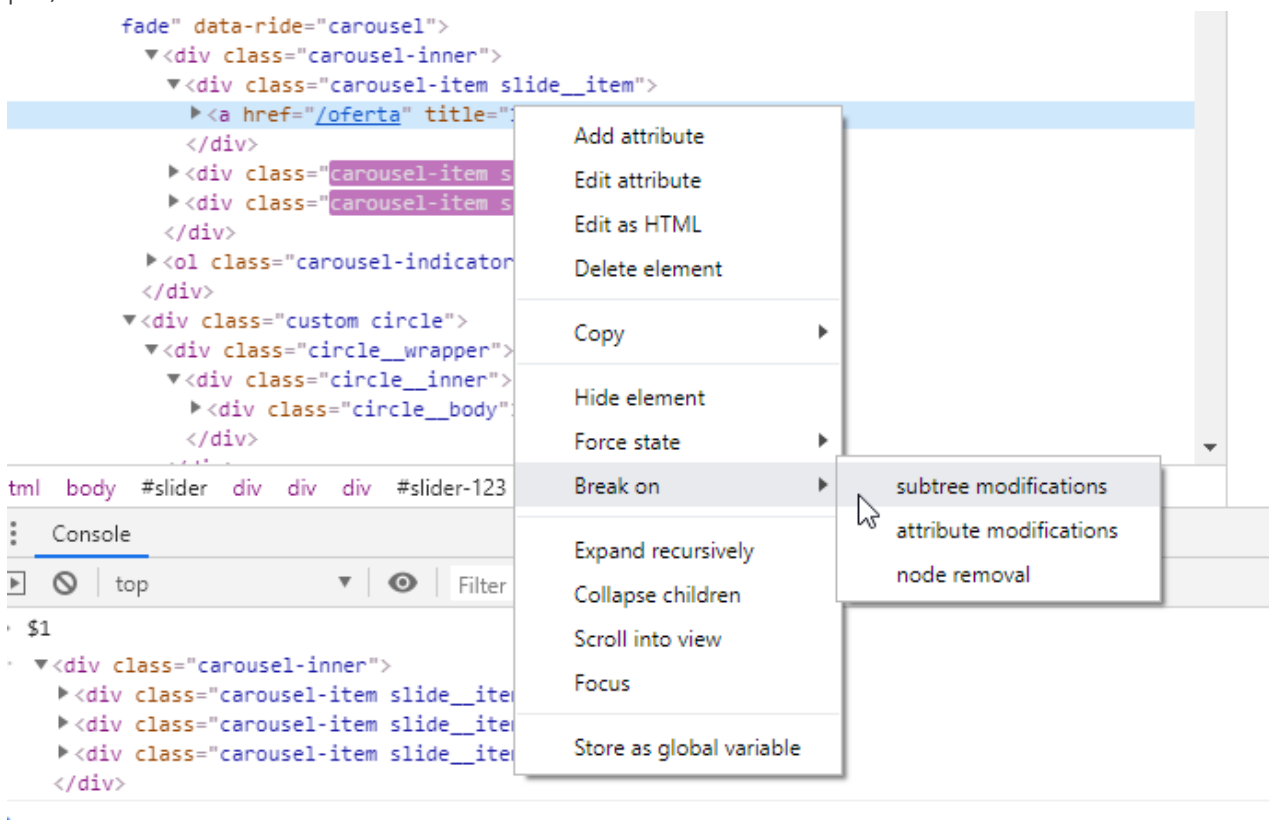 fade" data-ride="carousel">
▼<div class="carousel-inner">
▼<div class="carousel-item slide__item">
▶<a href="/oferta" title="
</div>
▶<div class="carousel-item s
▶<div class="carousel-item s
</div>
▶<ol class="carousel-indicator
</div>
▼<div class="custom circle">
▼<div class="circle__wrapper">
▼<div class="circle__inner">
▶<div class="circle__body"
</div>
tml body #slider div div div #slider-123
Console
top ▼ Filter
$1
▼<div class="carousel-inner">
▶<div class="carousel-item slide__ite
▶<div class="carousel-item slide__ite
▶<div class="carousel-item slide__ite
</div>
Add attribute
Edit attribute
Edit as HTML
Delete element
Copy
Hide element
Force state
Break on
Expand recursively
Collapse children
Scroll into view
Focus
Store as global variable
subtree modifications
attribute modifications
node removal